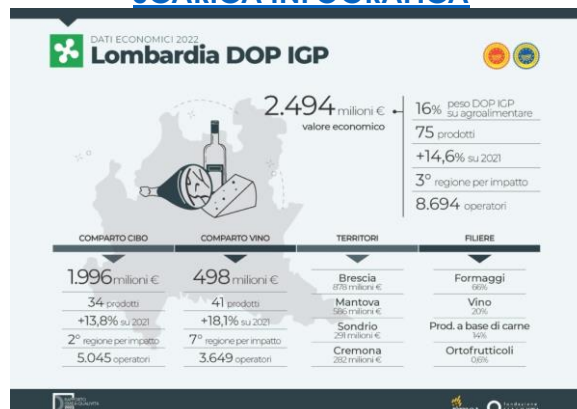 SCARICA INFOGRAFICA
DATI ECONOMICI 2022
Lombardia DOP IGP
2.494 milioni €
valore economico
16% peso DOP IGP
su agroalimentare
75 prodotti
+14,6% su 2021
3° regione per impatto
8.694 operatori
COMPARTO CIBO
1.996 milioni €
34 prodotti
+13,8% su 2021
2° regione per impatto
5.045 operatori
COMPARTO VINO
498 milioni €
41 prodotti
+18,1% su 2021
7° regione per impatto
3.649 operatori
TERRITORI
Brescia
878 milioni €
Mantova
586 milioni €
Sondrio
291 milioni €
Cremona
282 milioni €
FILIERE
Formaggi
66%
Vino
20%
Prod. a base di carne
14%
Ortofrutticoli
0,6%